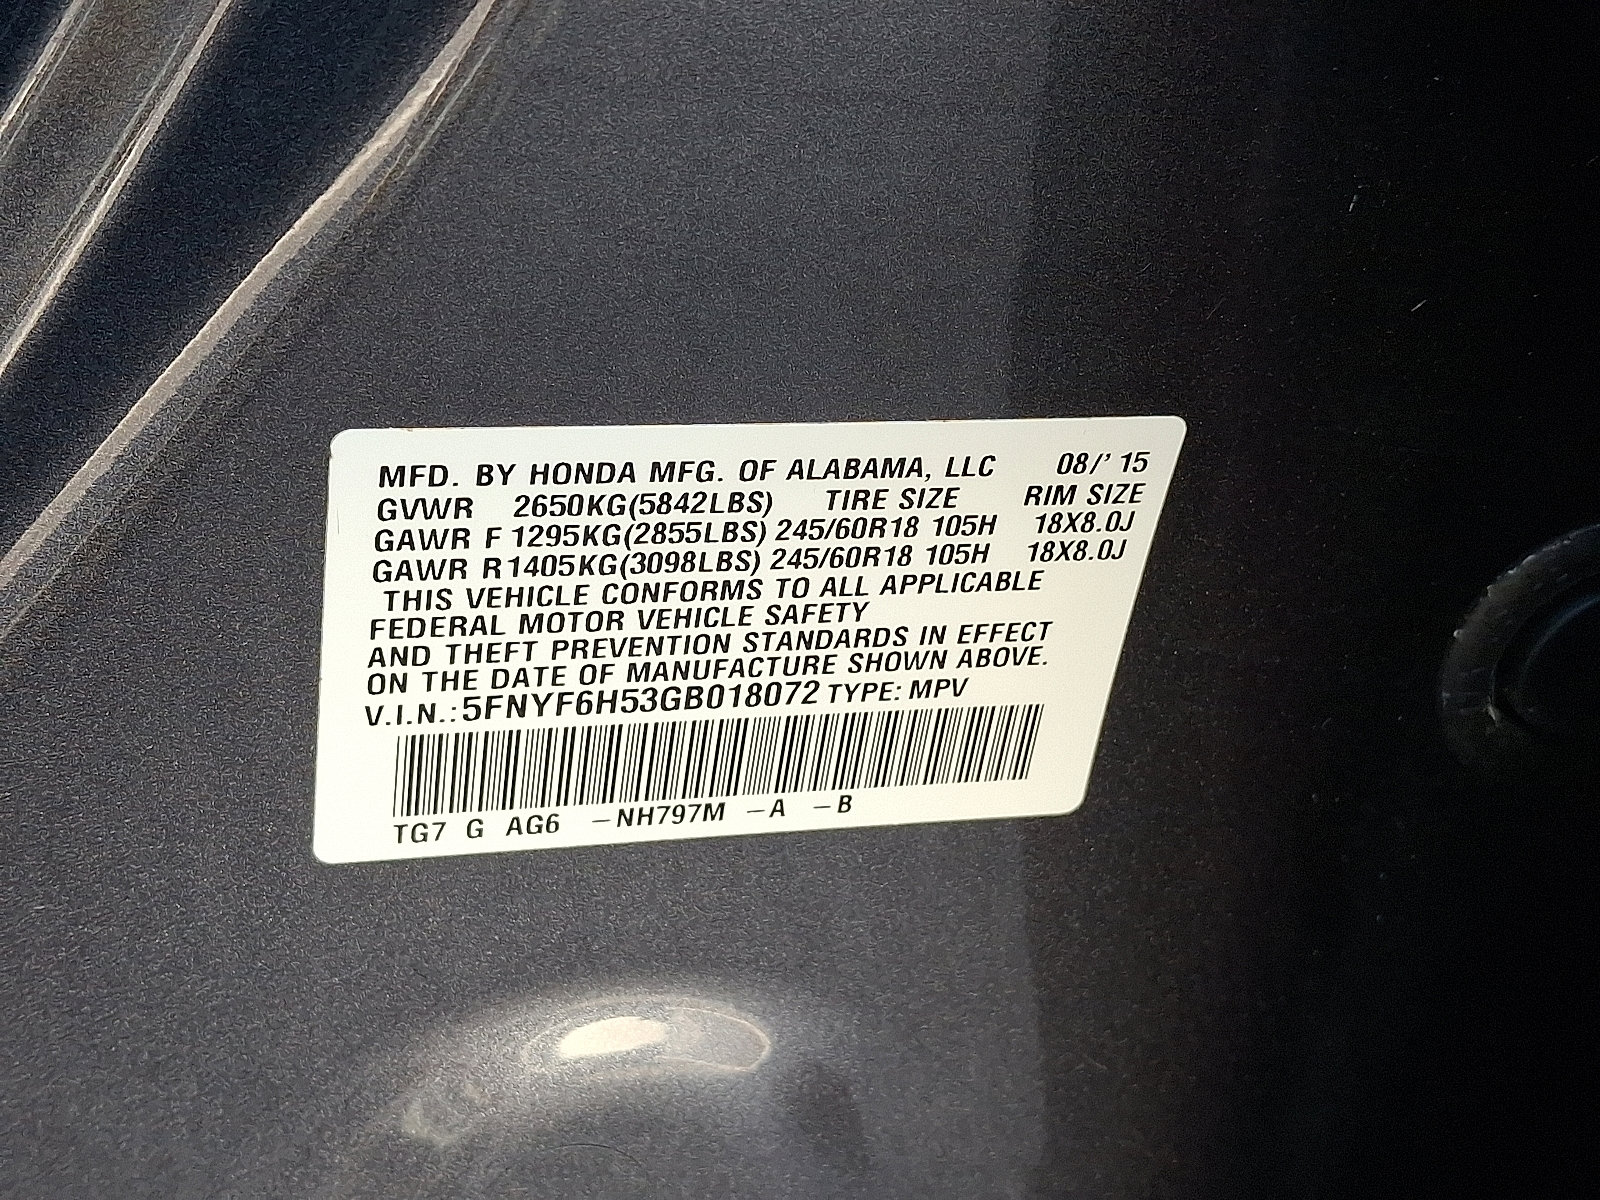 MFD. BY HONDA MFG. OF ALABAMA, LLC 08/' 15
GVWR 2650KG(5842LBS) TIRE SIZE RIM SIZE
GAWR F 1295KG(2855LBS) 245/60R18 105H 18X8.0J
GAWR R 1405KG(3098LBS) 245/60R18 105H 18X8.0J
THIS VEHICLE CONFORMS TO ALL APPLICABLE
FEDERAL MOTOR VEHICLE SAFETY
AND THEFT PREVENTION STANDARDS IN EFFECT
ON THE DATE OF MANUFACTURE SHOWN ABOVE.
V.I.N.: 5FNYF6H53GB018072 TYPE: MPV
TG7 G AG6 –NH797M –A –B